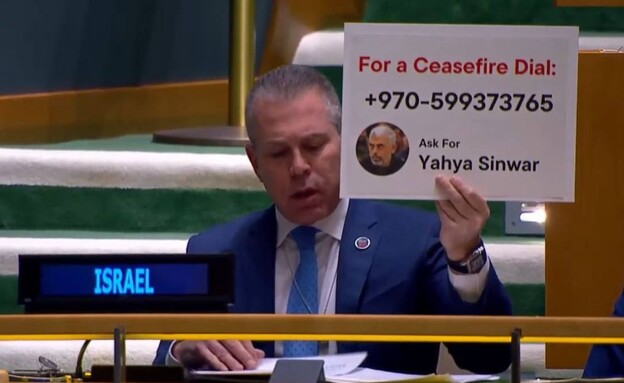 For a Ceasefire Dial:
+970-599373765
Ask For
Yahya Sinwar
ISRAEL